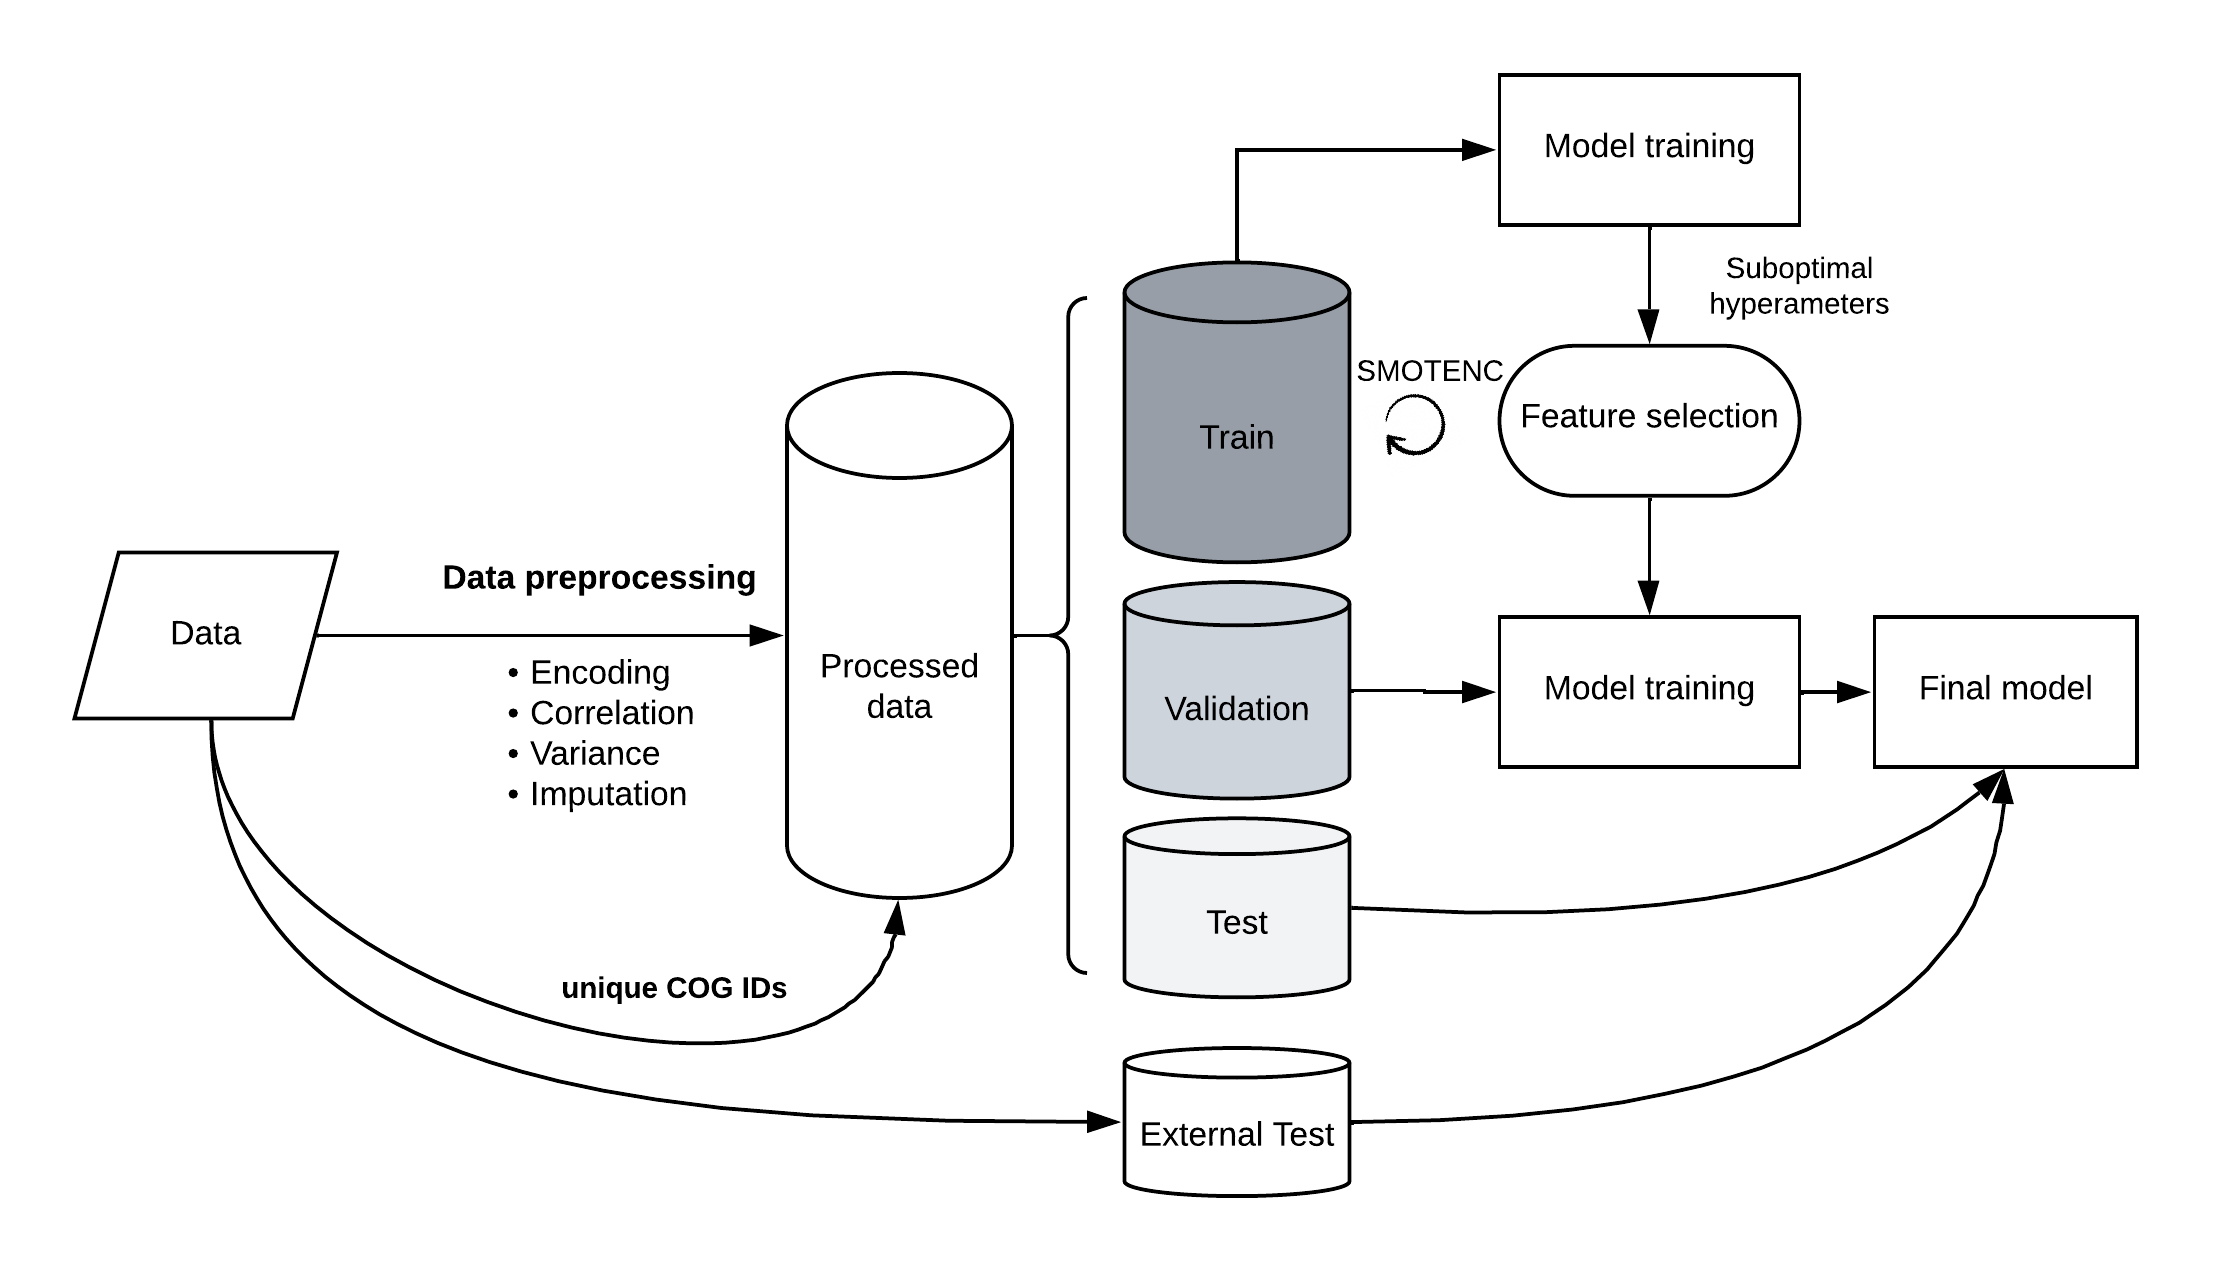 Model training
Suboptimal
hyperameters
SMOTENC
Feature selection
Train
Data preprocessing
Data
• Encoding
• Correlation
• Variance
• Imputation
Processed
data
Validation
Model training
Final model
Test
unique COG IDs
External Test